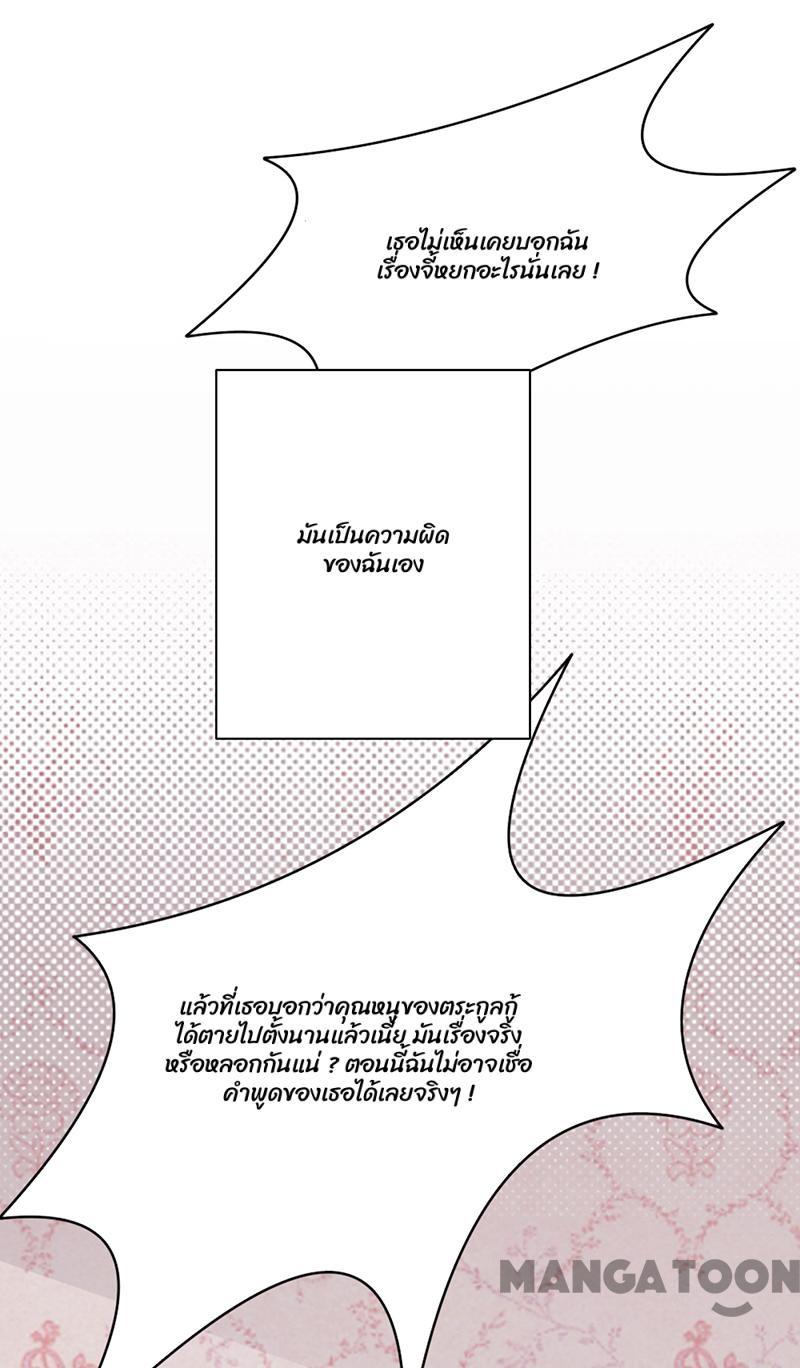 เธอไม่เห็นเคยบอกฉัน
เรื่องจี้หยกอะไรนั่นเลย !
มันเป็นความผิด
ของฉันเอง
แล้วที่เธอบอกว่าคุณหนูของตระกูลกู้
ได้ตายไปตั้งนานแล้วเนี่ย มันเรื่องจริง
หรือหลอกกันแน่ ? ตอนนี้ฉันไม่อาจเชื่อ
คำพูดของเธอได้เลยจริงๆ !
MANGATOON